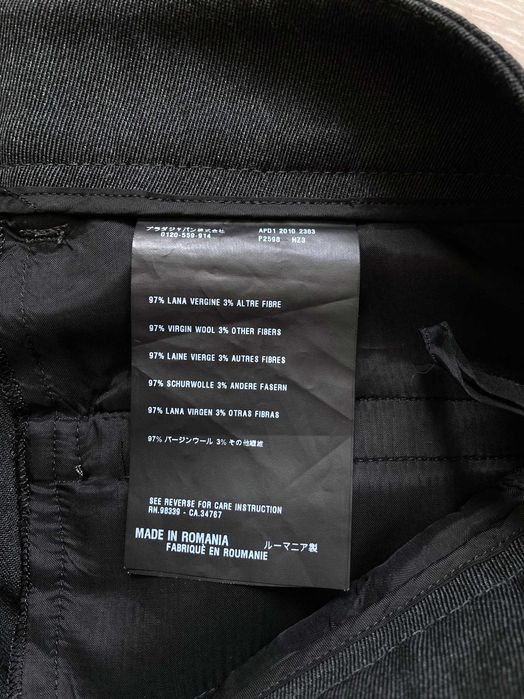 プラダジャパン株式会社
0120-559-914
APD1 2010 2363
P2598 HZ3
97% LANA VERGINE 3% ALTRE FIBRE
97% VIRGIN WOOL 3% OTHER FIBERS
97% LAINE VIERGE 3% AUTRES FIBRES
97% SCHURWOLLE 3% ANDERE FASERN
97% LANA VIRGEN 3% OTRAS FIBRAS
97% バージンウール 3% その他繊維
SEE REVERSE FOR CARE INSTRUCTION
RN.98339 - CA.34767
MADE IN ROMANIA
FABRIQUÉ EN ROUMANIE
ルーマニア製